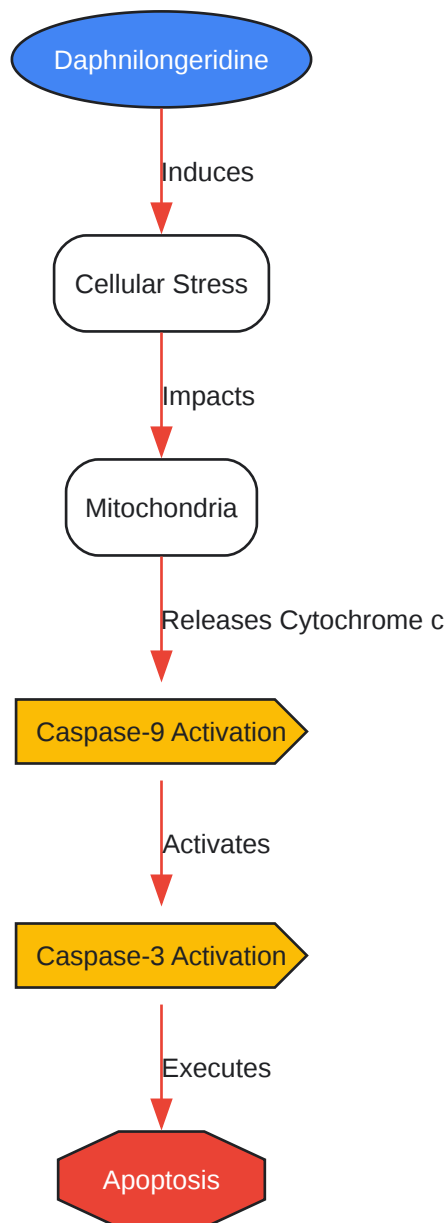 Daphnilongeridine
Induces
Cellular Stress
Impacts
Mitochondria
Releases Cytochrome c
Caspase-9 Activation
Activates
Caspase-3 Activation
Executes
Apoptosis